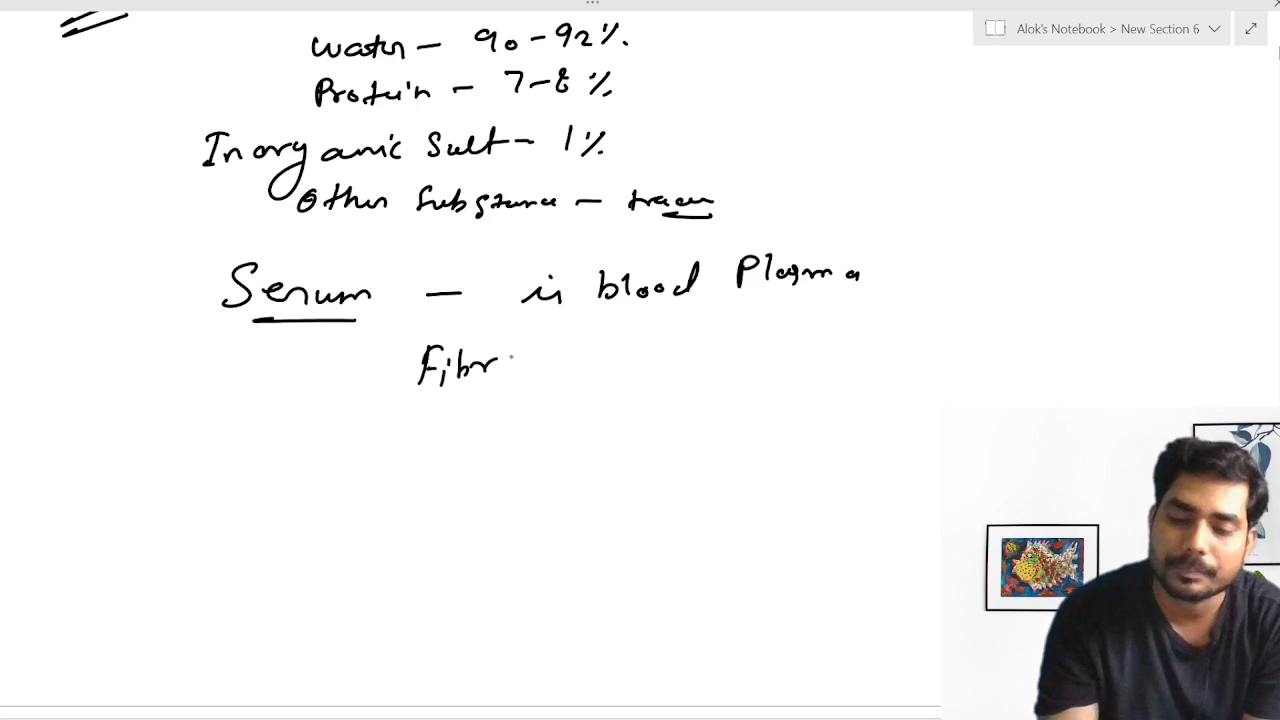 Alok's Notebook > New Section 6
Water - 90-92%.
Protein - 7-8 %
Inorganic Salt - 1%
Other Substance - traces
Serum - is blood Plasma
Fibr